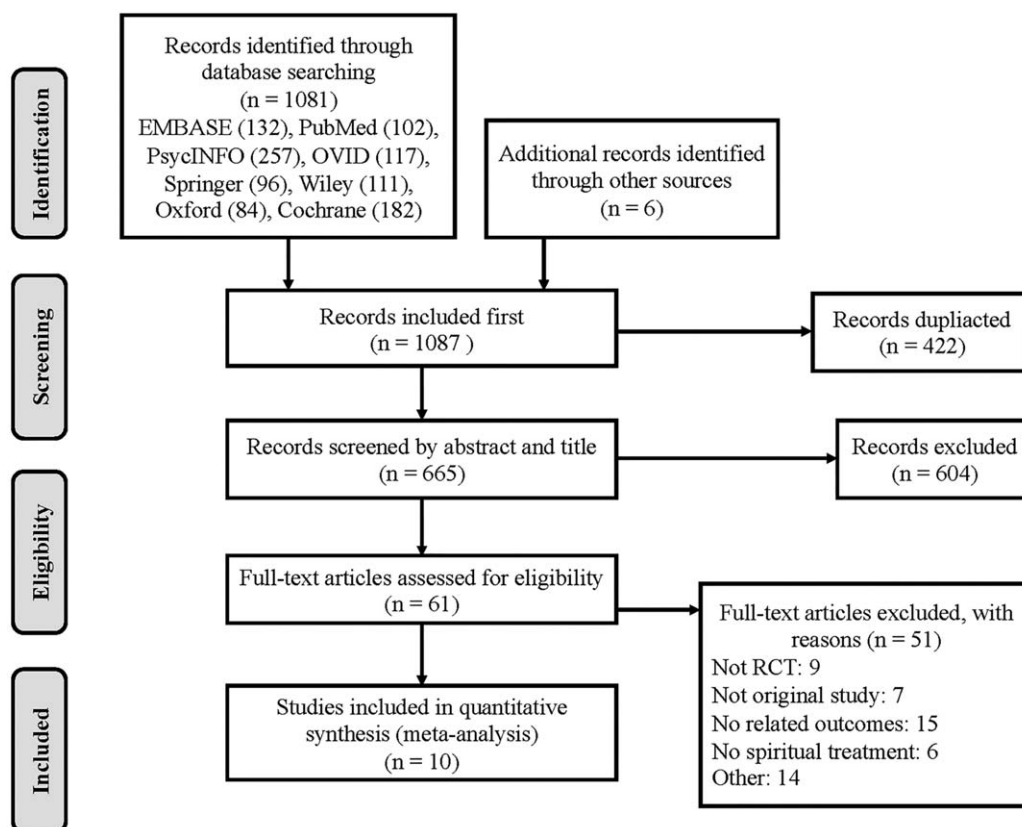 Identification
Records identified through
database searching
(n = 1081)
EMBASE (132), PubMed (102),
PsycINFO (257), OVID (117),
Springer (96), Wiley (111),
Oxford (84), Cochrane (182)
Additional records identified
through other sources
(n = 6)
Screening
Records included first
(n = 1087 )
Records dupliacted
(n = 422)
Records screened by abstract and title
(n = 665)
Records excluded
(n = 604)
Eligibility
Full-text articles assessed for eligibility
(n = 61)
Full-text articles excluded, with
reasons (n = 51)
Not RCT: 9
Not original study: 7
No related outcomes: 15
No spiritual treatment: 6
Other: 14
Included
Studies included in quantitative
synthesis (meta-analysis)
(n = 10)